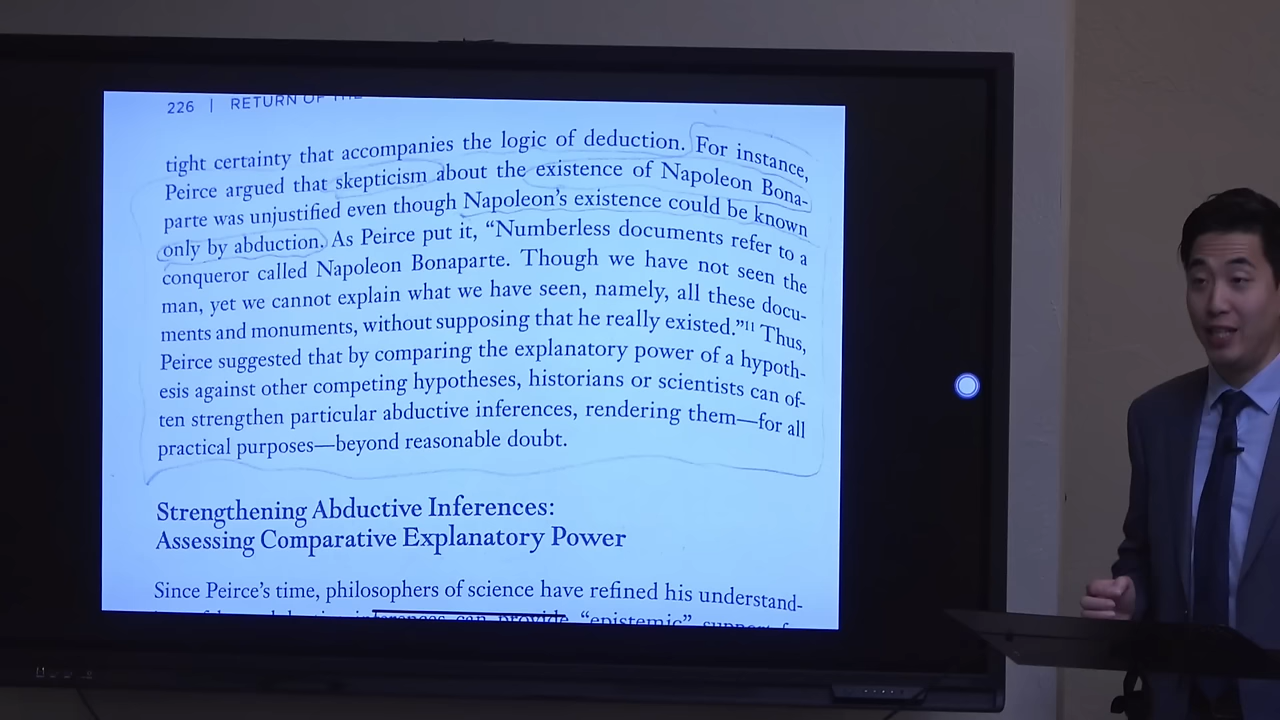 226 | RETURN OF THE
tight certainty that accompanies the logic of deduction. For instance,
Peirce argued that skepticism about the existence of Napoleon Bona-
parte was unjustified even though Napoleon's existence could be known
only by abduction. As Peirce put it, “Numberless documents refer to a
conqueror called Napoleon Bonaparte. Though we have not seen the
man, yet we cannot explain what we have seen, namely, all these docu-
ments and monuments, without supposing that he really existed.”11 Thus,
Peirce suggested that by comparing the explanatory power of a hypoth-
esis against other competing hypotheses, historians or scientists can of-
ten strengthen particular abductive inferences, rendering them—for all
practical purposes—beyond reasonable doubt.
Strengthening Abductive Inferences:
Assessing Comparative Explanatory Power
Since Peirce's time, philosophers of science have refined his understand-
inferences can provide “epistemic” support